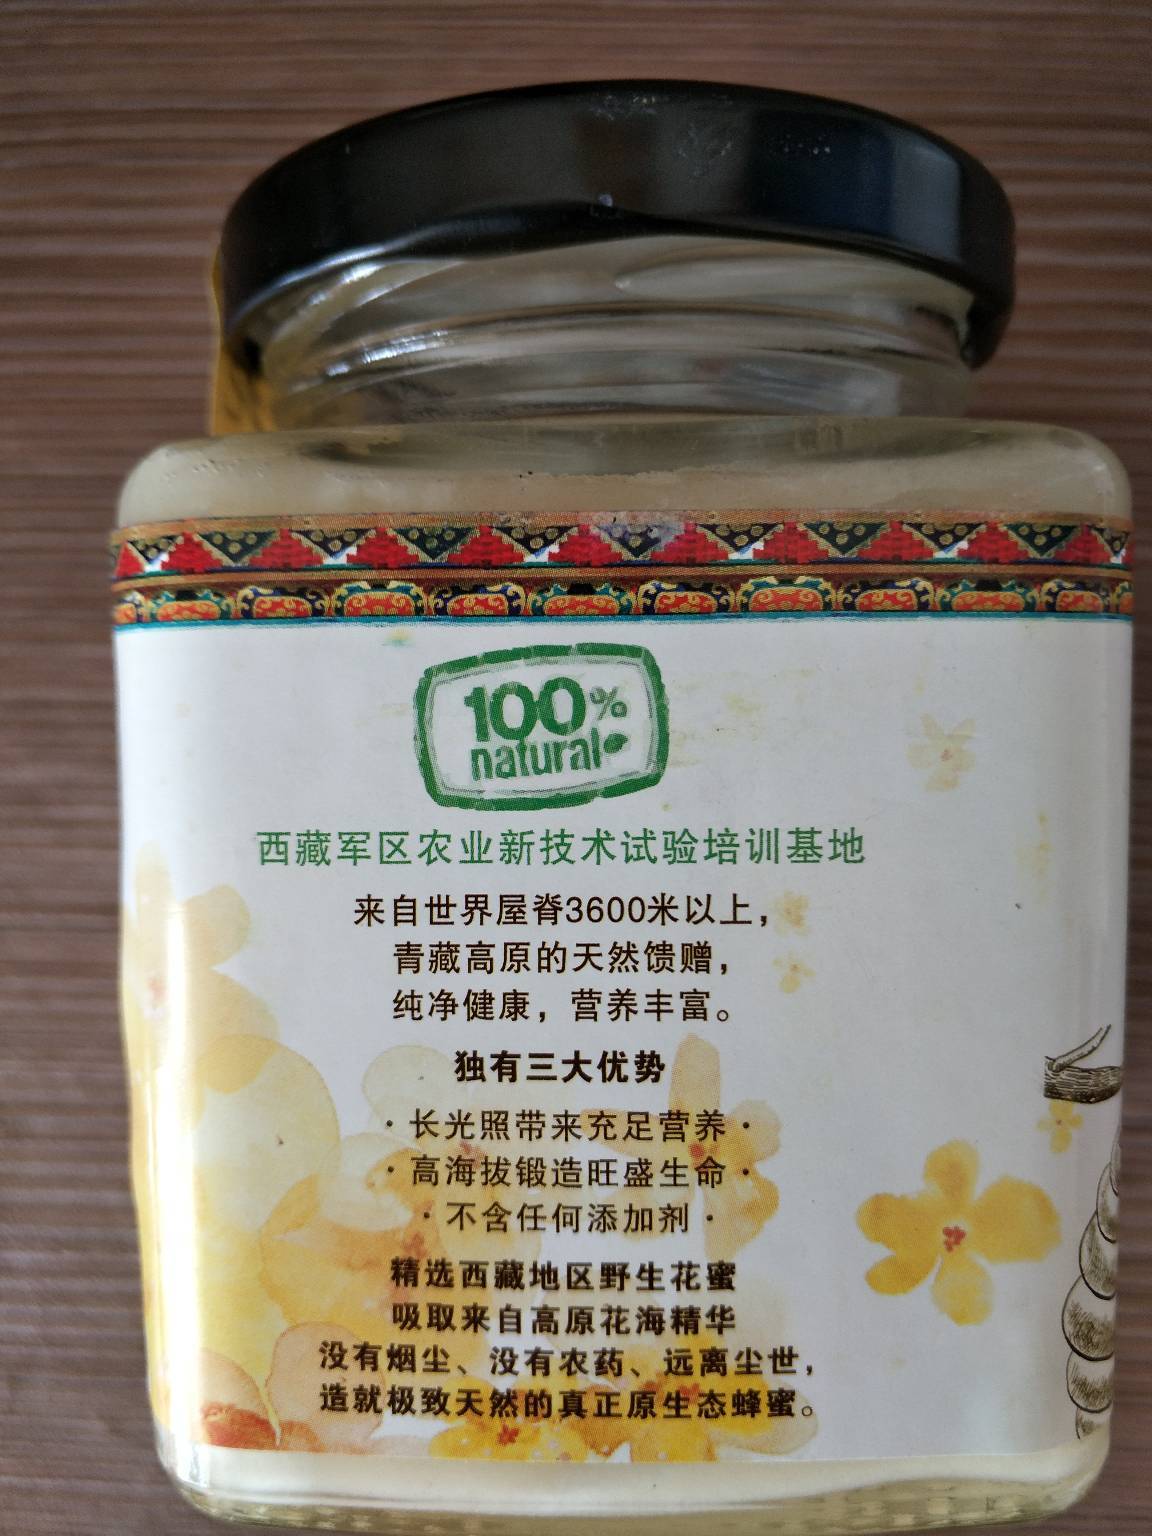 100%
natural
西藏军区农业新技术试验培训基地
来自世界屋脊3600米以上，
青藏高原的天然馈赠，
纯净健康，营养丰富。
独有三大优势
·长光照带来充足营养·
·高海拔锻造旺盛生命·
·不含任何添加剂·
精选西藏地区野生花蜜
吸取来自高原花海精华
没有烟尘、没有农药、远离尘世，
造就极致天然的真正原生态蜂蜜。